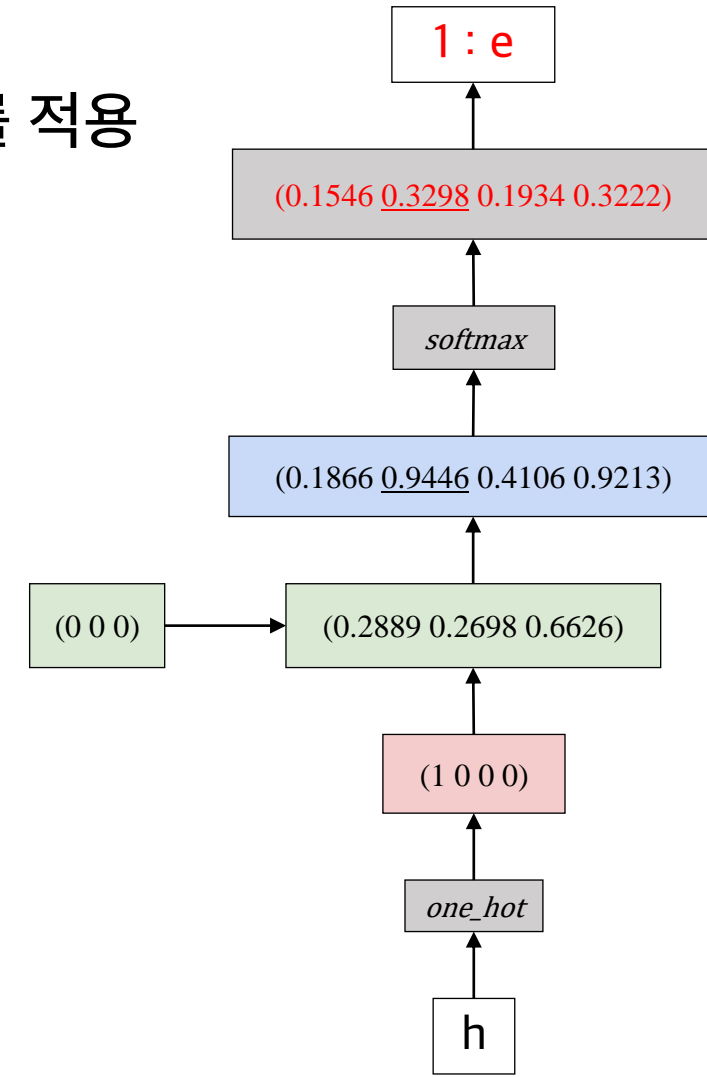 1 : e
적용
(0.1546 0.3298 0.1934 0.3222)
softmax
(0.1866 0.9446 0.4106 0.9213)
(0 0 0)
(0.2889 0.2698 0.6626)
(1 0 0 0)
one_hot
h